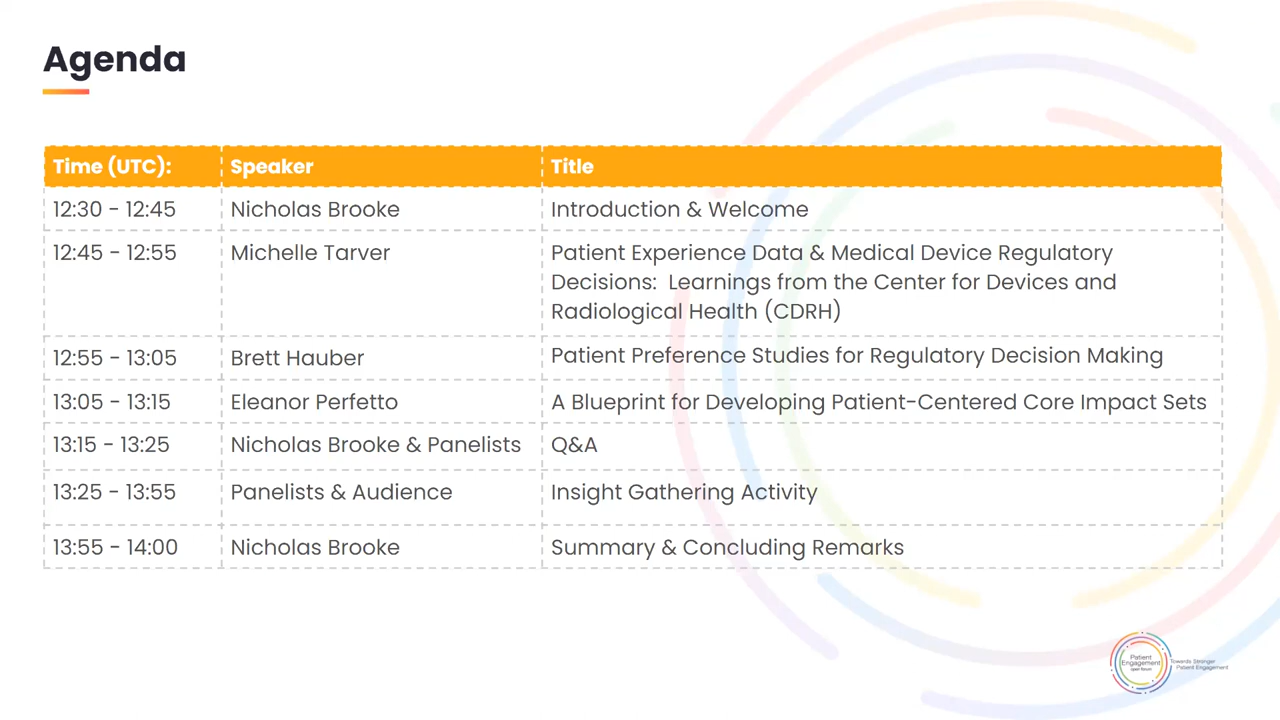 Agenda
Time (UTC): Speaker Title
12:30 - 12:45 Nicholas Brooke Introduction & Welcome
12:45 - 12:55 Michelle Tarver Patient Experience Data & Medical Device Regulatory
Decisions: Learnings from the Center for Devices and
Radiological Health (CDRH)
12:55 - 13:05 Brett Hauber Patient Preference Studies for Regulatory Decision Making
13:05 - 13:15 Eleanor Perfetto A Blueprint for Developing Patient-Centered Core Impact Sets
13:15 - 13:25 Nicholas Brooke & Panelists Q&A
13:25 - 13:55 Panelists & Audience Insight Gathering Activity
13:55 - 14:00 Nicholas Brooke Summary & Concluding Remarks
Patient
Engagement
open forum
Towards Stronger
Patient Engagement